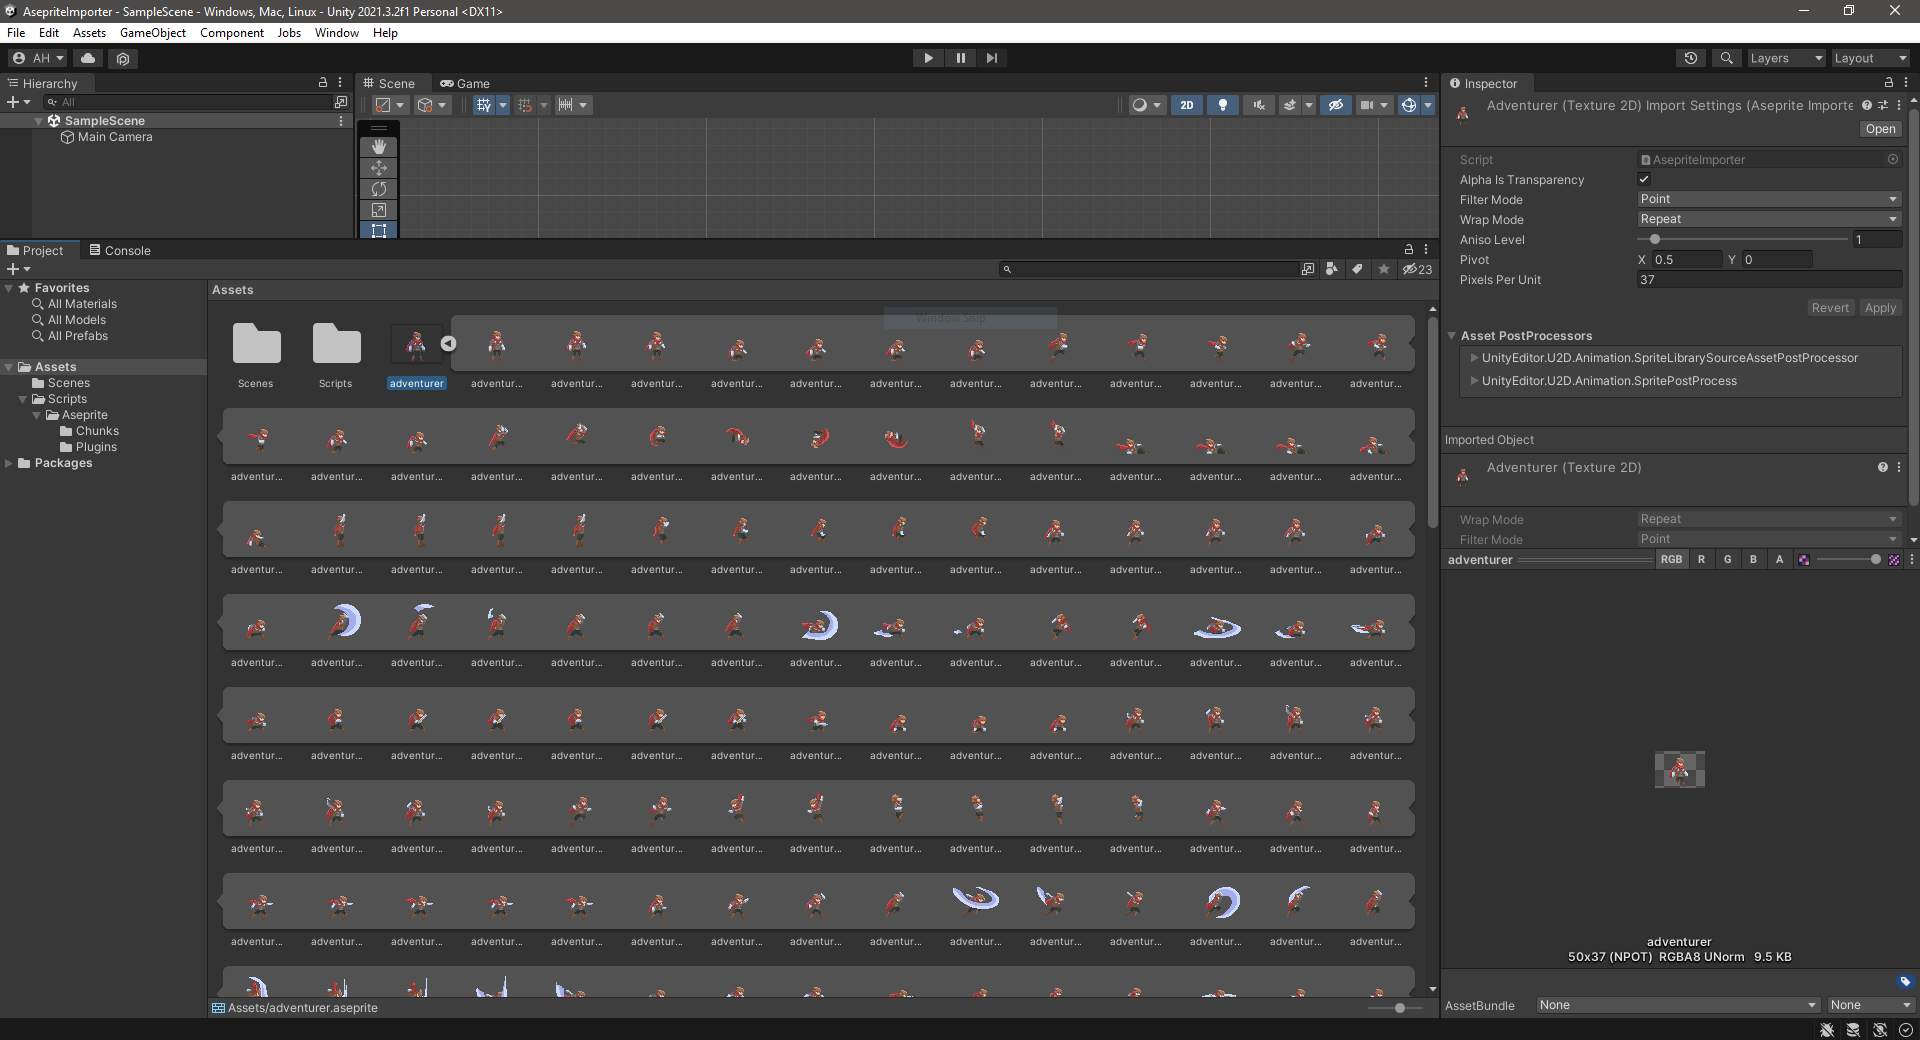 AsepriteImporter - SampleScene - Windows, Mac, Linux - Unity 2021.3.2f1 Personal <DX11>
File Edit Assets GameObject Component Jobs Window Help
AH Layers Layout
Hierarchy
All
SampleScene
Main Camera
Scene Game
2D
Project Console
23
Favorites
All Materials
All Models
All Prefabs
Assets
Scenes
Scripts
Aseprite
Chunks
Plugins
Packages
Assets
Window Snip
Scenes Scripts adventurer adventur... adventur... adventur... adventur... adventur... adventur... adventur... adventur... adventur... adventur... adventur... adventur...
adventur... adventur... adventur... adventur... adventur... adventur... adventur... adventur... adventur... adventur... adventur... adventur... adventur... adventur... adventur...
adventur... adventur... adventur... adventur... adventur... adventur... adventur... adventur... adventur... adventur... adventur... adventur... adventur... adventur... adventur...
adventur... adventur... adventur... adventur... adventur... adventur... adventur... adventur... adventur... adventur... adventur... adventur... adventur... adventur... adventur...
adventur... adventur... adventur... adventur... adventur... adventur... adventur... adventur... adventur... adventur... adventur... adventur... adventur... adventur... adventur...
adventur... adventur... adventur... adventur... adventur... adventur... adventur... adventur... adventur... adventur... adventur... adventur... adventur... adventur... adventur...
adventur... adventur... adventur... adventur... adventur... adventur... adventur... adventur... adventur... adventur... adventur... adventur... adventur... adventur... adventur...
Assets/adventurer.aseprite
Inspector
Adventurer (Texture 2D) Import Settings (Aseprite Importe
Open
Script AsepriteImporter
Alpha Is Transparency
Filter Mode Point
Wrap Mode Repeat
Aniso Level 1
Pivot X 0.5 Y 0
Pixels Per Unit 37
Revert Apply
Asset PostProcessors
UnityEditor.U2D.Animation.SpriteLibrarySourceAssetPostProcessor
UnityEditor.U2D.Animation.SpritePostProcess
Imported Object
Adventurer (Texture 2D)
Wrap Mode Repeat
Filter Mode Point
adventurer RGB R G B A
adventurer
50x37 (NPOT) RGBA8 UNorm 9.5 KB
AssetBundle None None